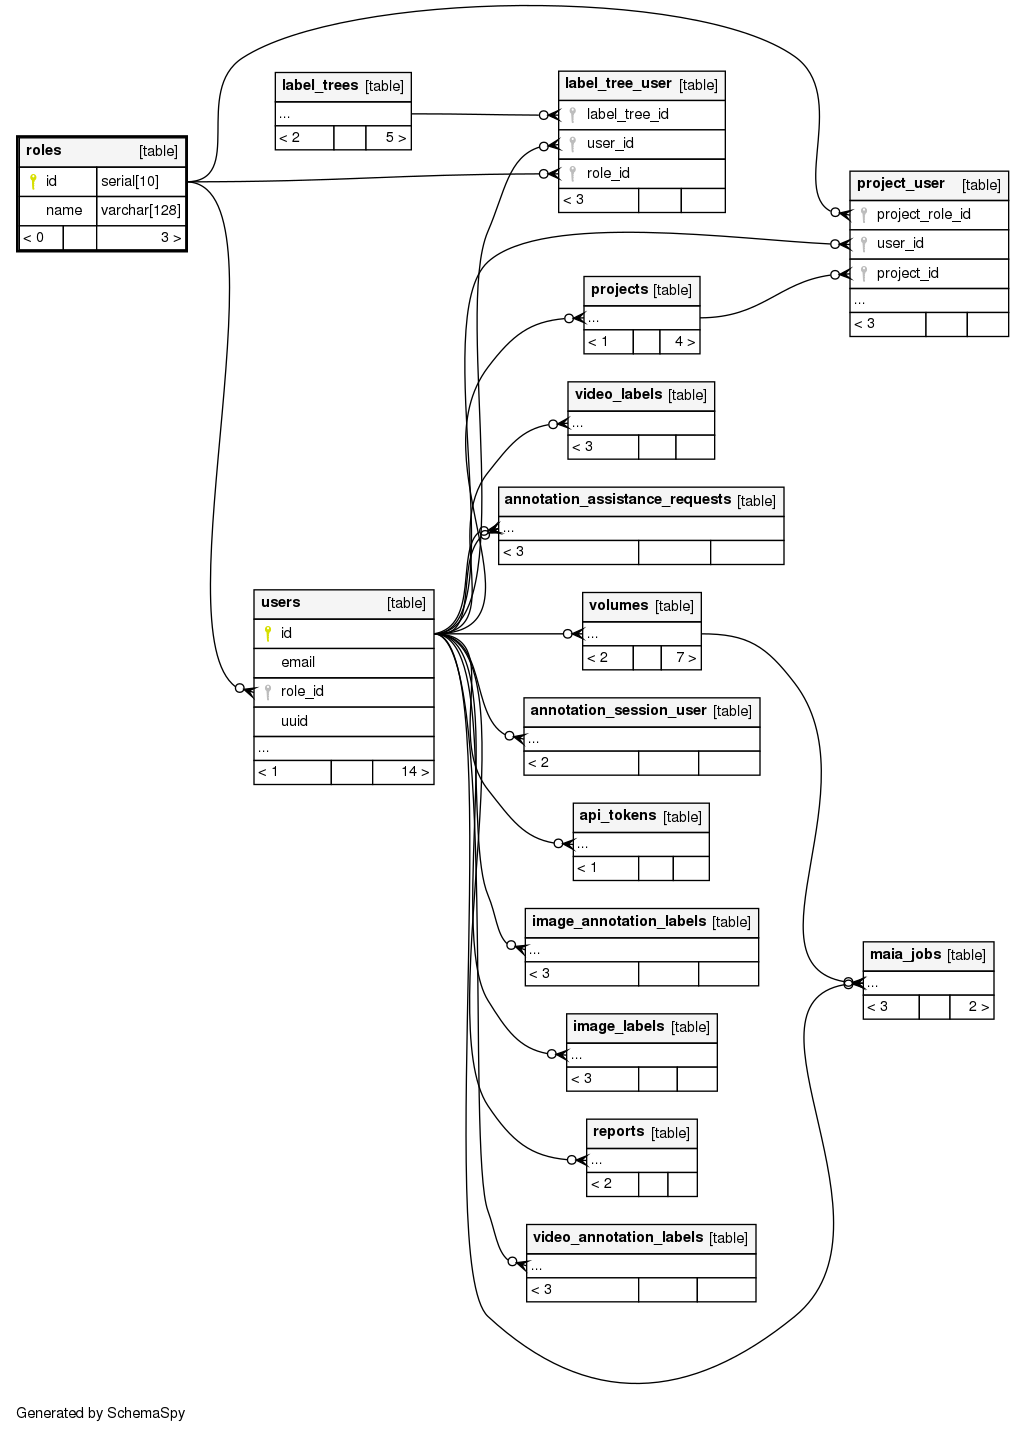 roles [table]
id serial[10]
name varchar[128]
< 0 3 >
label_trees [table]
...
< 2 5 >
label_tree_user [table]
label_tree_id
user_id
role_id
< 3
project_user [table]
project_role_id
user_id
project_id
...
< 3
projects [table]
...
< 1 4 >
video_labels [table]
...
< 3
annotation_assistance_requests [table]
...
< 3
users [table]
id
email
role_id
uuid
...
< 1 14 >
volumes [table]
...
< 2 7 >
annotation_session_user [table]
...
< 2
api_tokens [table]
...
< 1
image_annotation_labels [table]
...
< 3
maia_jobs [table]
...
< 3 2 >
image_labels [table]
...
< 3
reports [table]
...
< 2
video_annotation_labels [table]
...
< 3
Generated by SchemaSpy